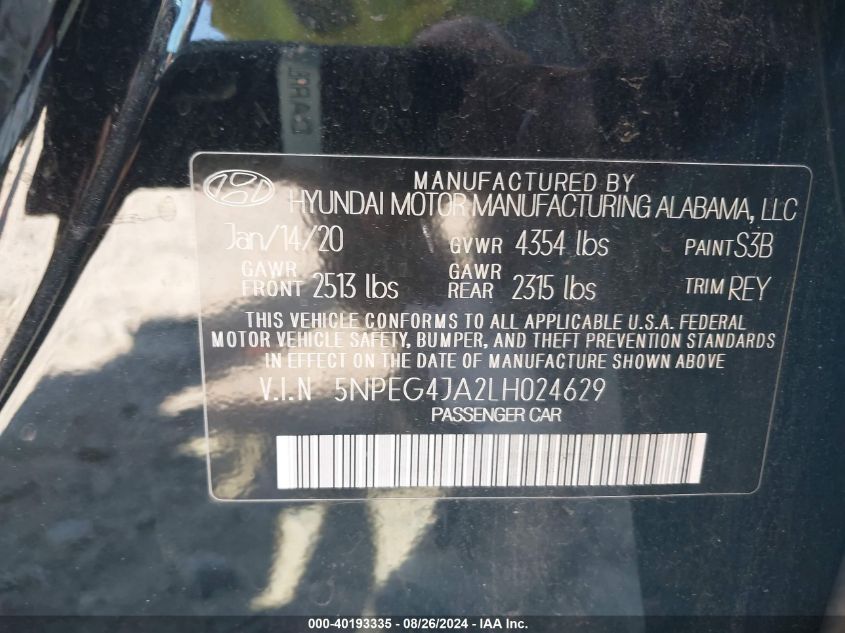 MANUFACTURED BY
HYUNDAI MOTOR MANUFACTURING ALABAMA, LLC
Jan/14/20 GVWR 4354 lbs PAINT S3B
GAWR FRONT 2513 lbs GAWR REAR 2315 lbs TRIM REY
THIS VEHICLE CONFORMS TO ALL APPLICABLE U.S.A. FEDERAL
MOTOR VEHICLE SAFETY, BUMPER, AND THEFT PREVENTION STANDARDS
IN EFFECT ON THE DATE OF MANUFACTURE SHOWN ABOVE
V.I.N 5NPEG4JA2LH024629
PASSENGER CAR
000-40193335 - 08/26/2024 - IAA Inc.